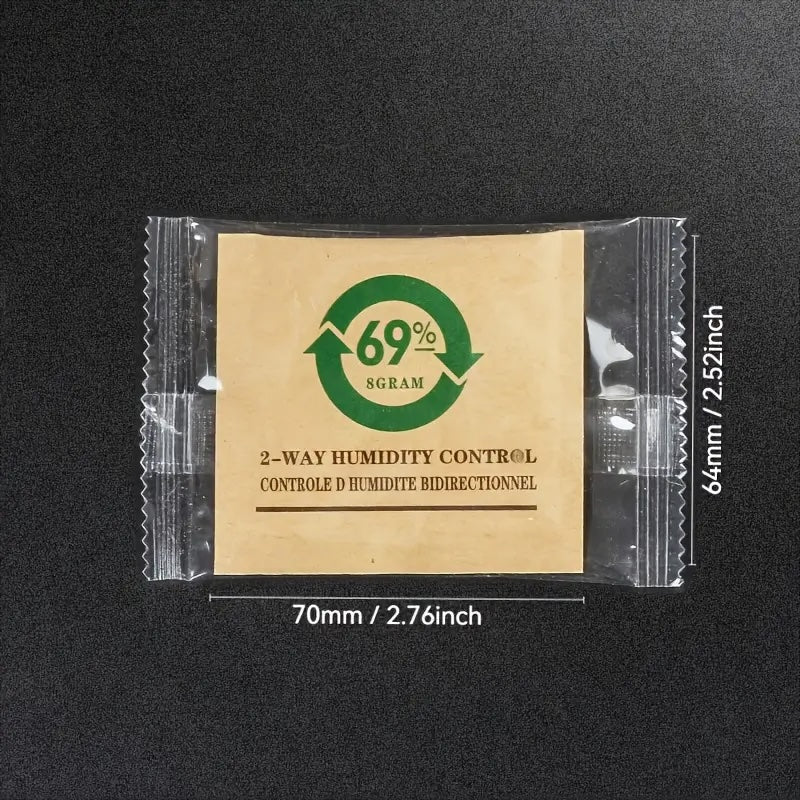 69%
8GRAM
2-WAY HUMIDITY CONTROL
CONTROLE D HUMIDITE BIDIRECTIONNEL
64mm / 2.52inch
70mm / 2.76inch